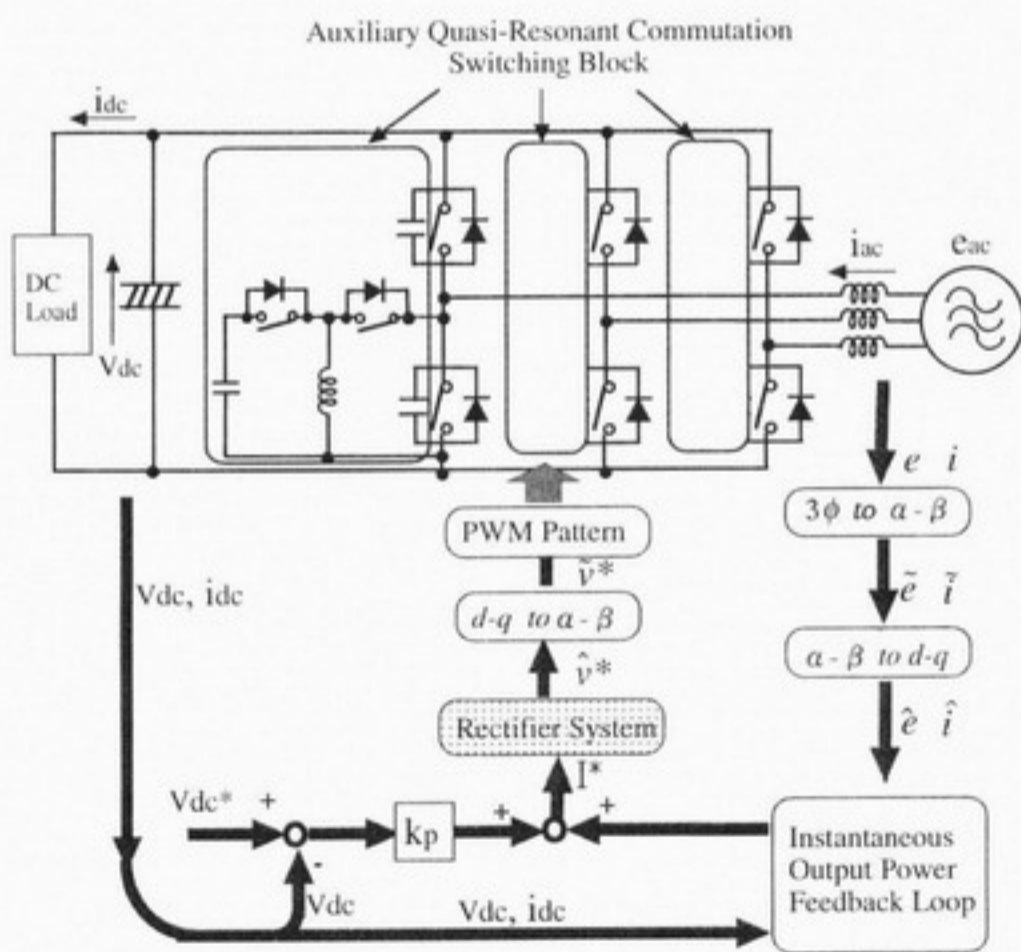 Auxiliary Quasi-Resonant Commutation
Switching Block
idc
iac
eac
DC
Load
Vdc
e i
3ϕ to α - β
PWM Pattern
ṽ*
Vdc, idc
ẽ ĩ
d-q to α - β
α - β to d-q
v̂*
ê î
Rectifier System
I*
Vdc*
+
kp
+
+
Instantaneous
Output Power
Feedback Loop
-
Vdc
Vdc, idc